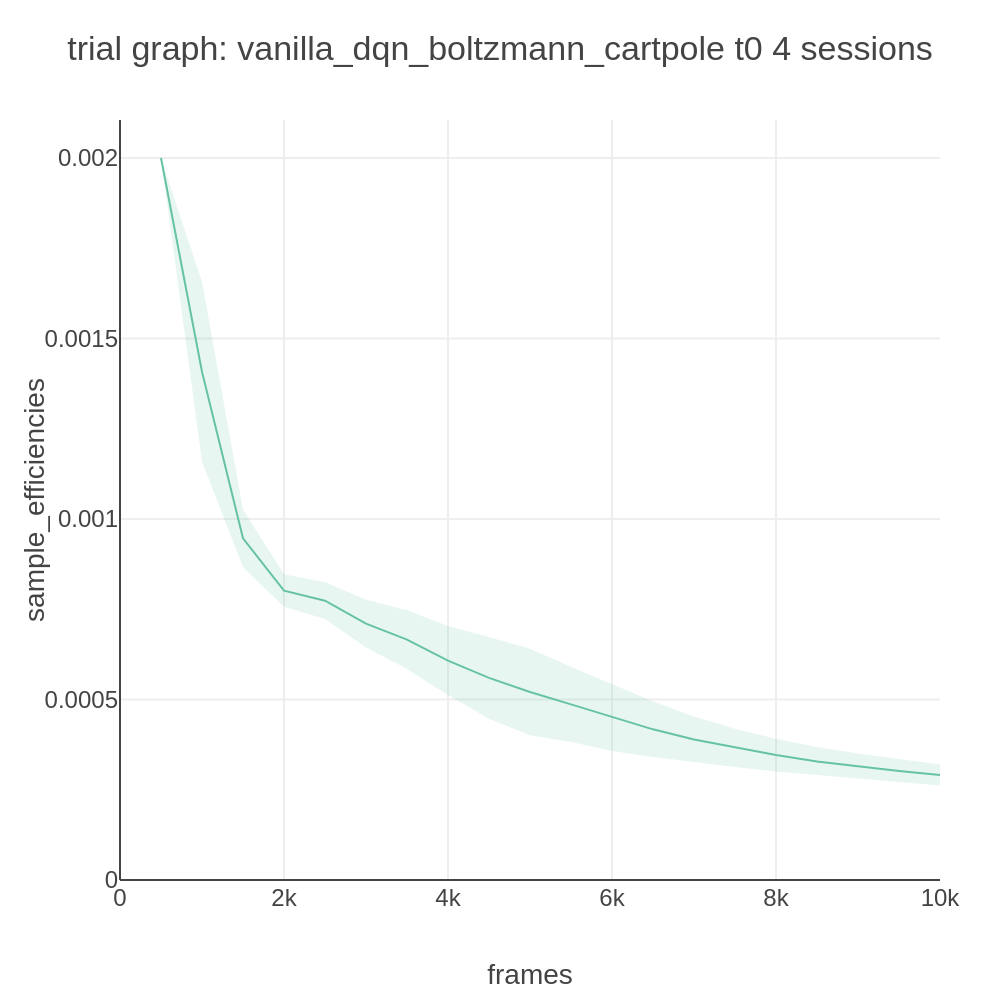 trial graph: vanilla_dqn_boltzmann_cartpole t0 4 sessions
0.002
0.0015
0.001
0.0005
0
sample_efficiencies
0 2k 4k 6k 8k 10k
frames